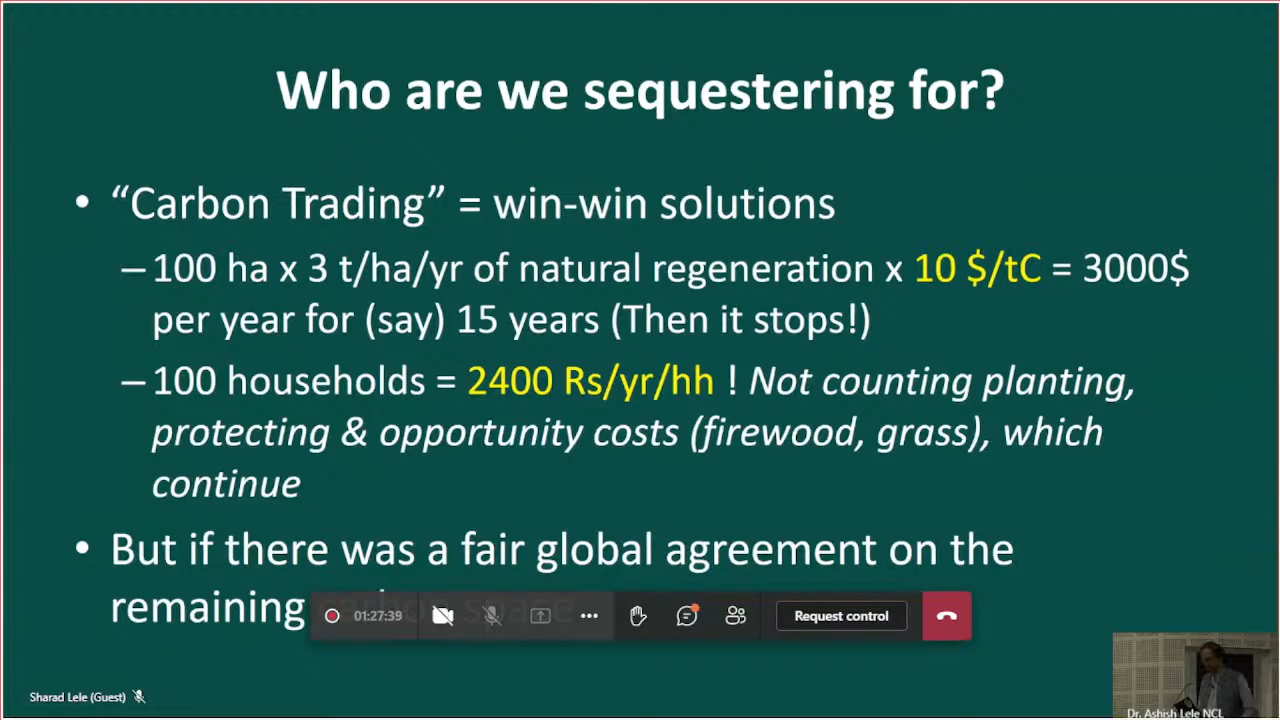 Who are we sequestering for?
• “Carbon Trading” = win-win solutions
–100 ha x 3 t/ha/yr of natural regeneration x 10 $/tC = 3000$
per year for (say) 15 years (Then it stops!)
–100 households = 2400 Rs/yr/hh ! Not counting planting,
protecting & opportunity costs (firewood, grass), which
continue
• But if there was a fair global agreement on the
remaining carbon space
01:27:39
Request control
Sharad Lele (Guest)
Dr. Ashish Lele NCL